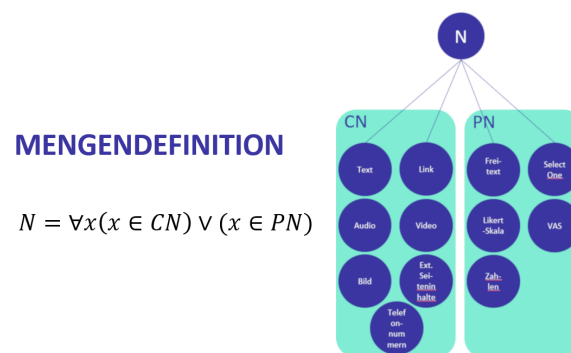 N
MENGENDEFINITION
N = ∀x(x ∈ CN) ∨ (x ∈ PN)
CN
Text
Link
Audio
Video
Bild
Ext.
Sei-
tenin
halte
Telef
on-
num
mern
PN
Frei-
text
Select
One
Likert
-Skala
VAS
Zah-
len